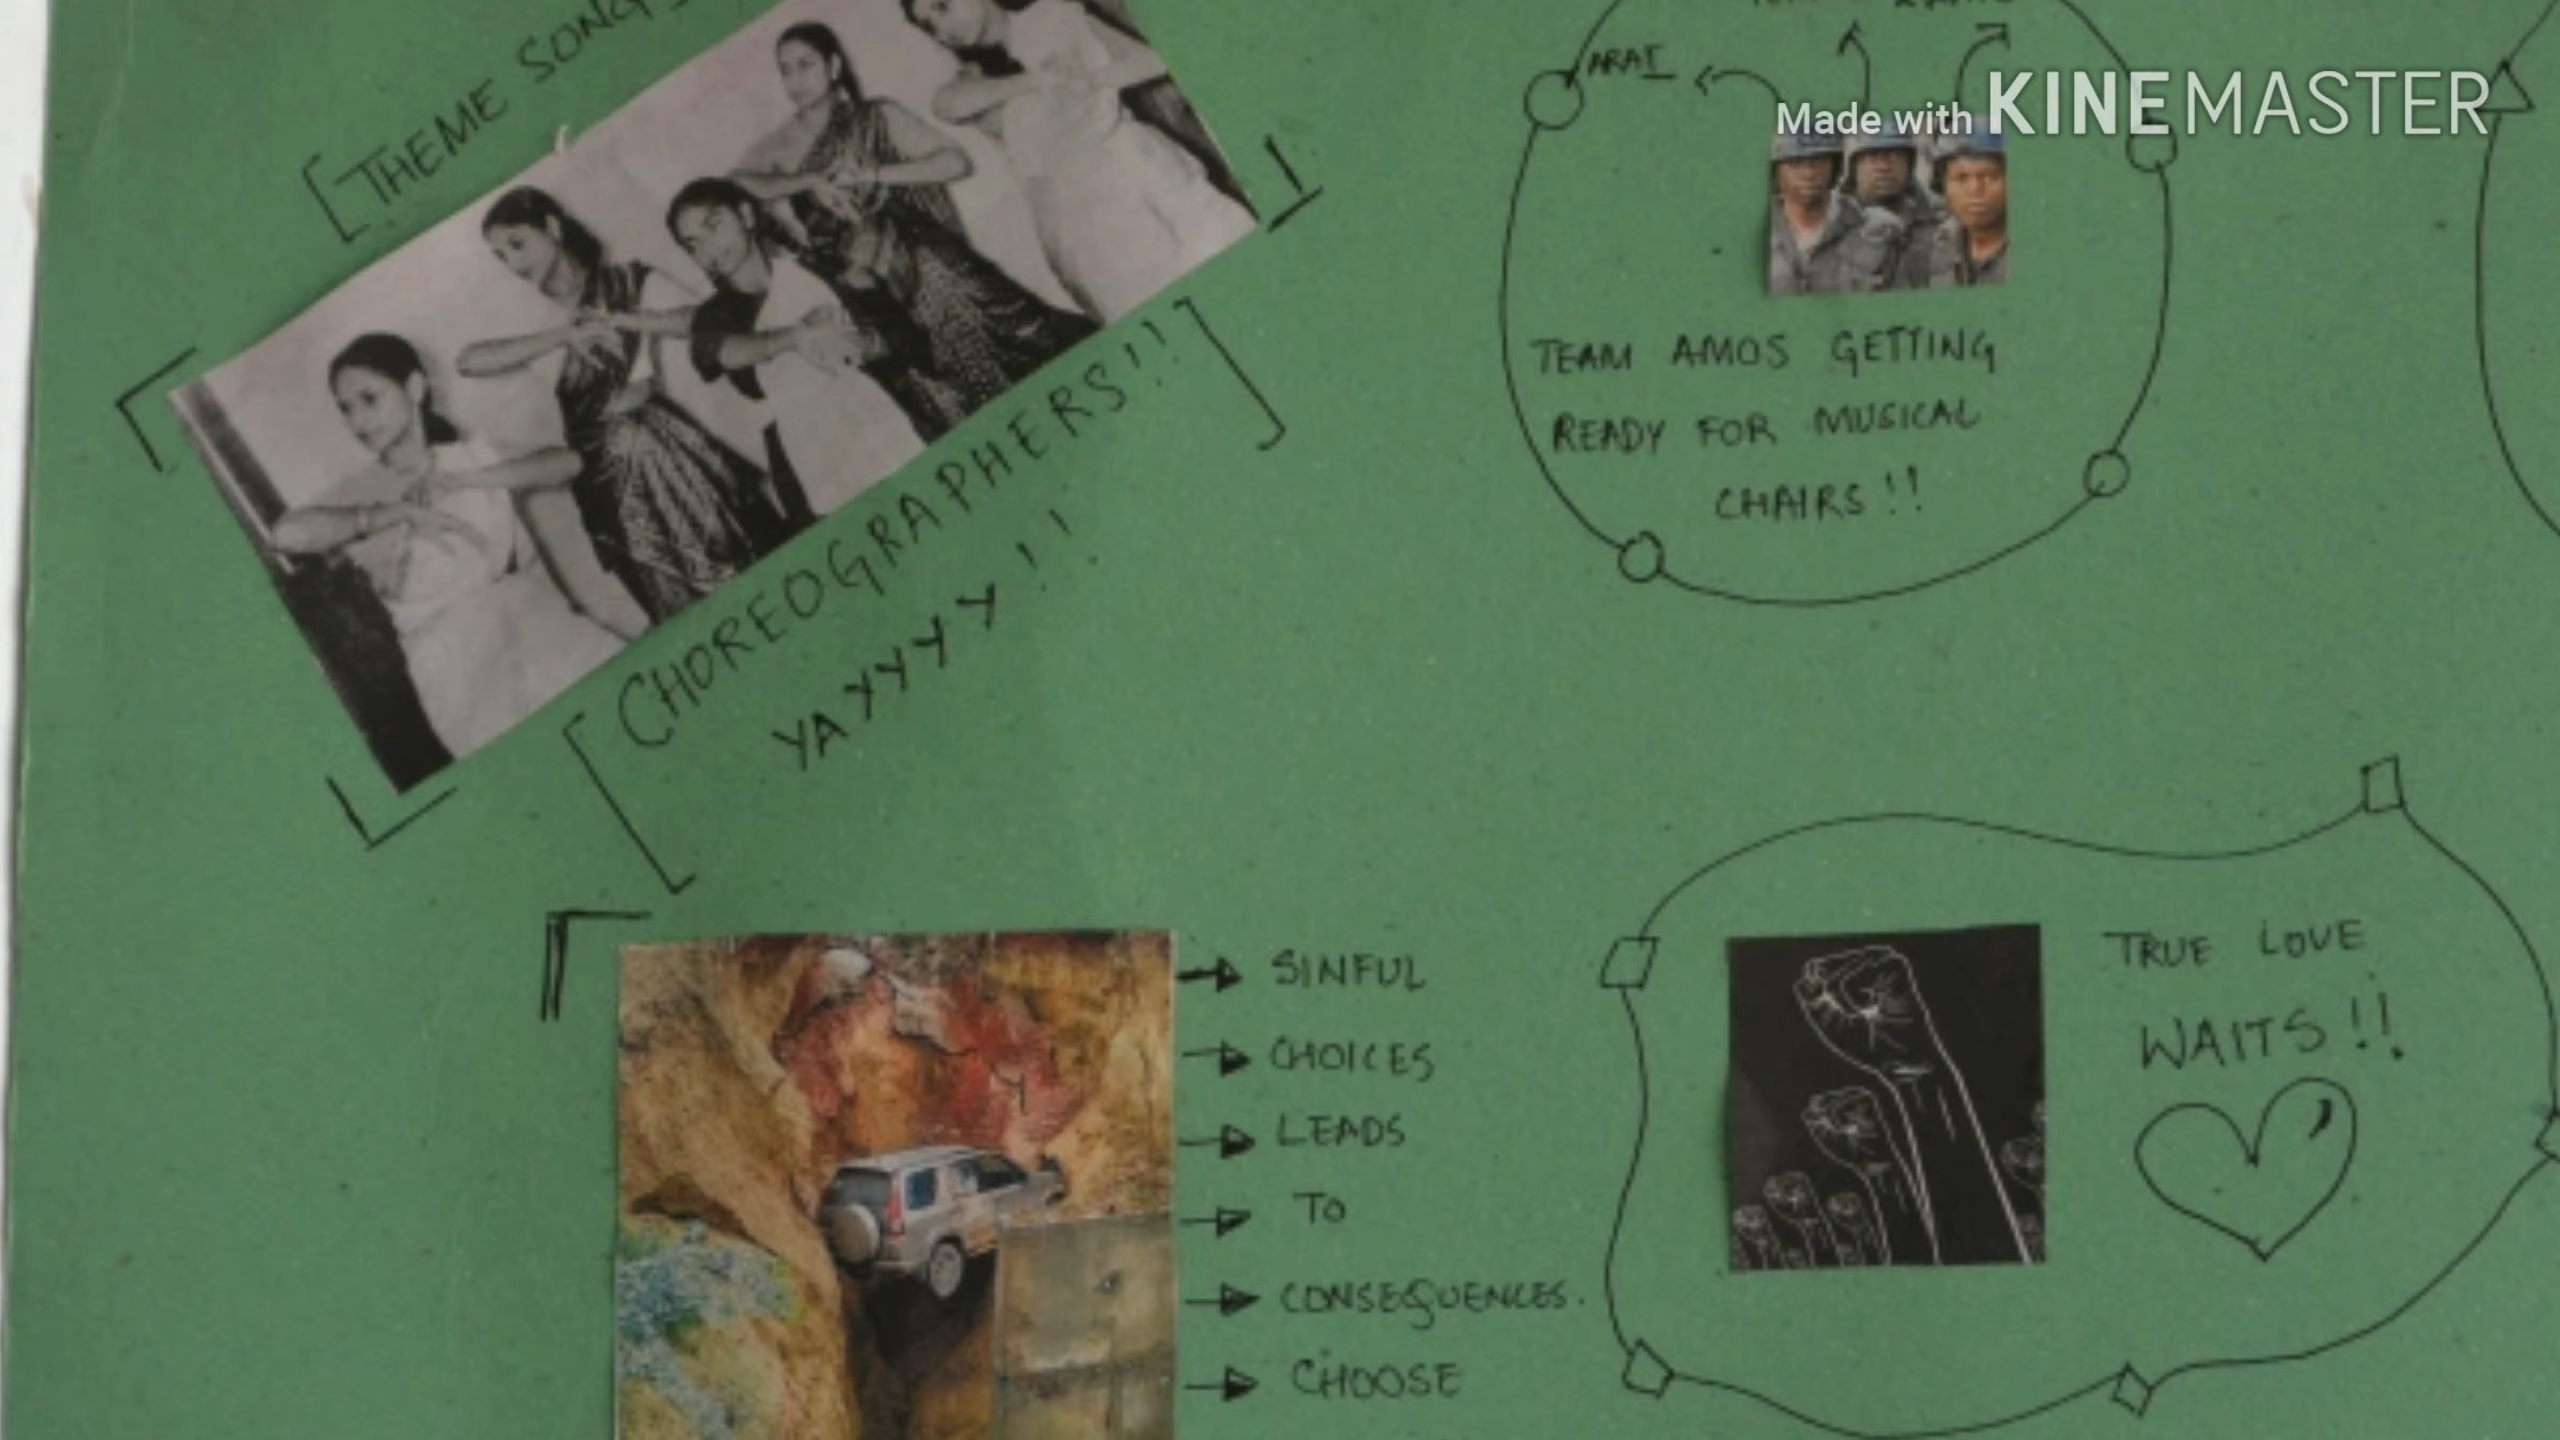 [THEME SONG
CHOREOGRAPHERS!!]
[YAYYYYY!!
ARAI
Made with KINEMASTER
TEAM AMOS GETTING
READY FOR MUSICAL
CHAIRS!!
SINFUL
CHOICES
LEADS
TO
CONSEQUENCES.
CHOOSE
TRUE LOVE
WAITS!!